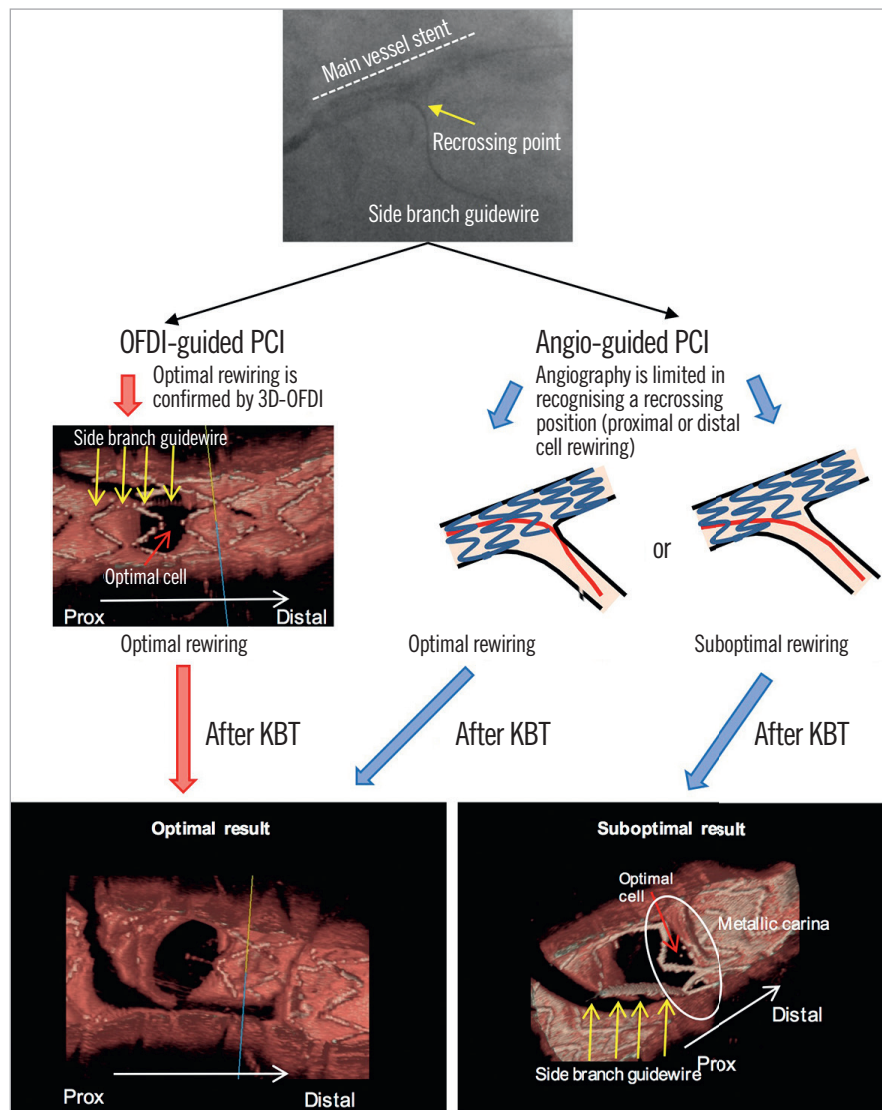 Main vessel stent
Recrossing point
Side branch guidewire
OFDI-guided PCI
Optimal rewiring is
confirmed by 3D-OFDI
Side branch guidewire
Optimal cell
Prox
Distal
Optimal rewiring
Angio-guided PCI
Angiography is limited in
recognising a recrossing
position (proximal or distal
cell rewiring)
or
Optimal rewiring
Suboptimal rewiring
After KBT
After KBT
After KBT
Optimal result
Prox
Distal
Suboptimal result
Optimal
cell
Metallic carina
Distal
Prox
Side branch guidewire